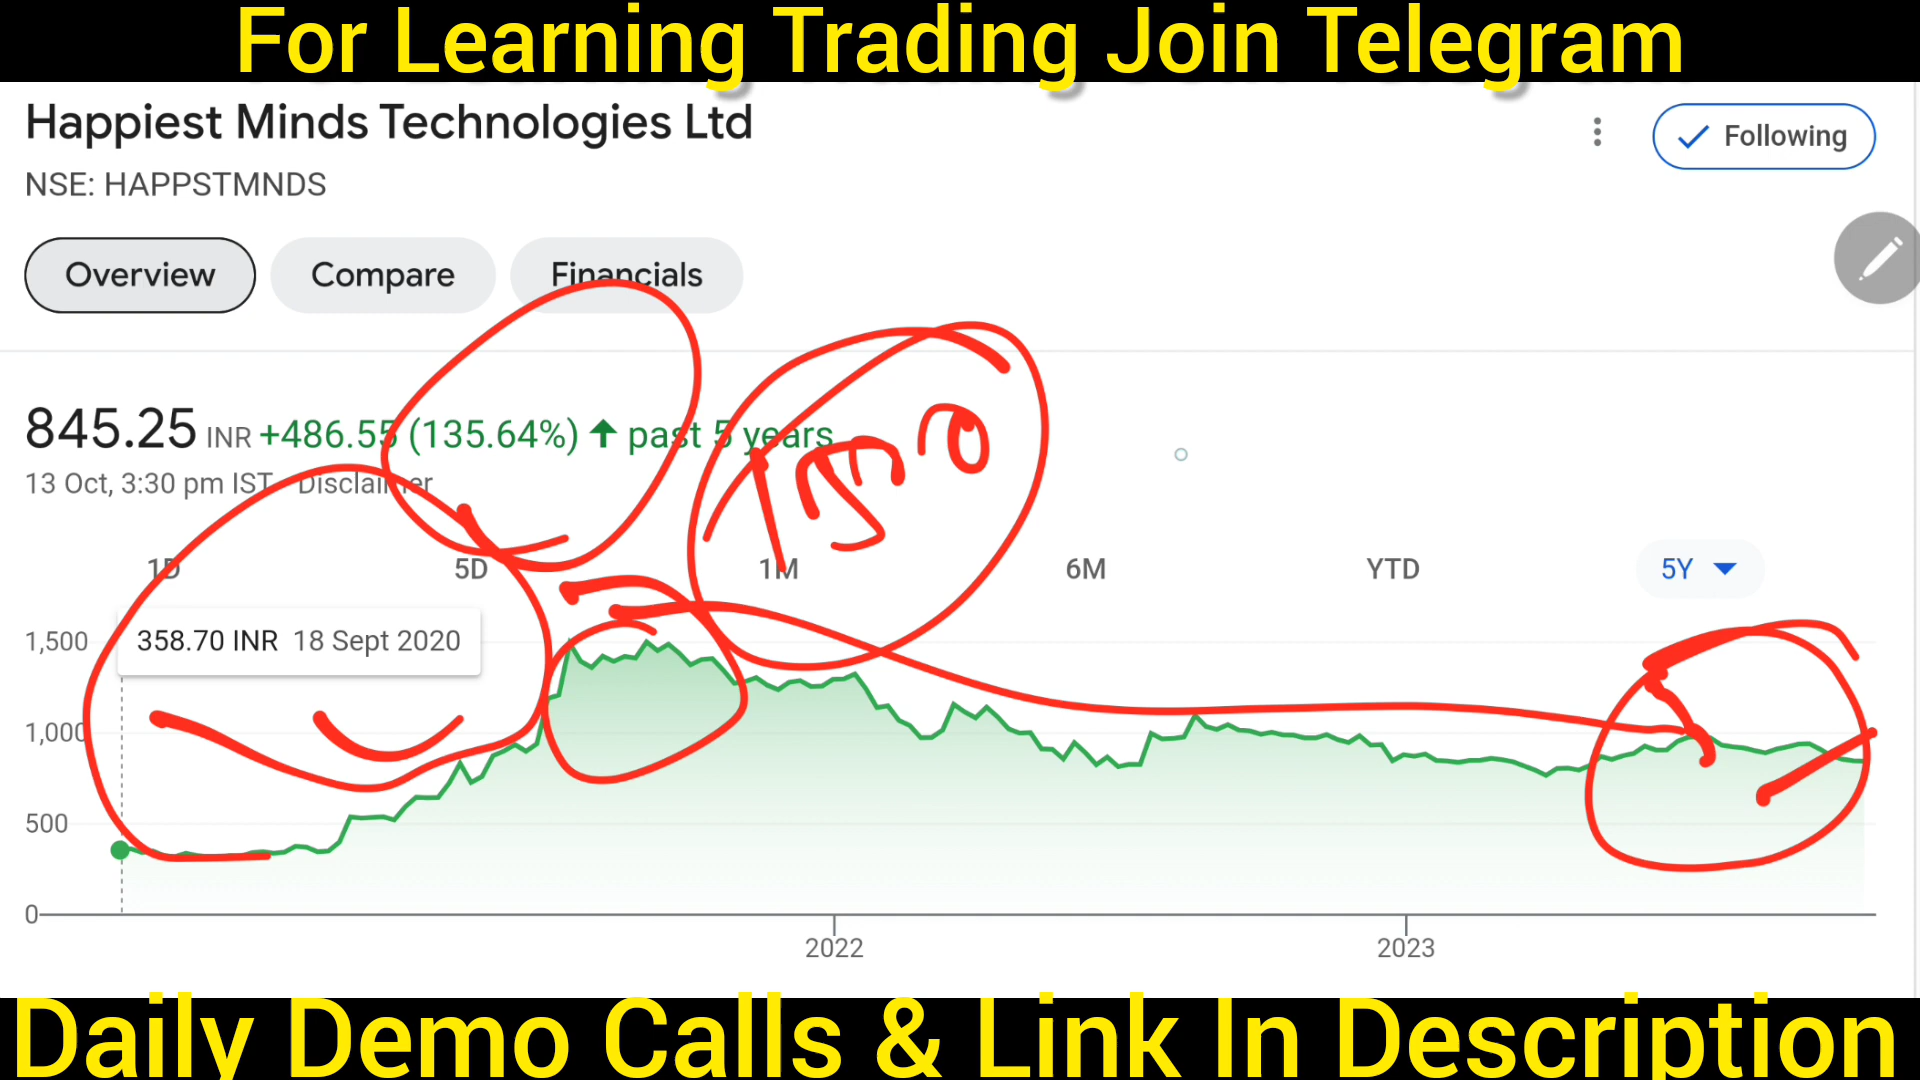 For Learning Trading Join Telegram
Happiest Minds Technologies Ltd
Following
NSE: HAPPSTMNDS
Overview Compare Financials
845.25 INR +486.55 (135.64%) ↑ past 5 years
13 Oct, 3:30 pm IST · Disclaimer
1D 5D 1M 6M YTD 5Y
358.70 INR 18 Sept 2020
1,500
1,000
500
0
2022 2023
Daily Demo Calls & Link In Description